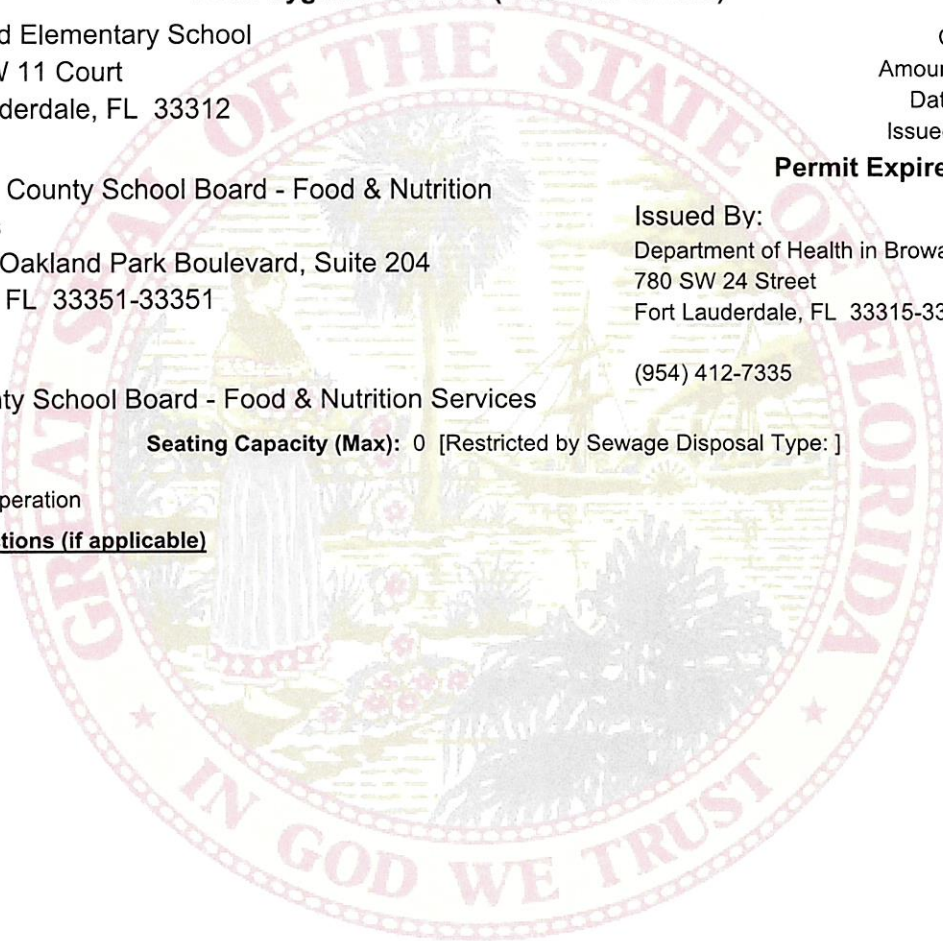 d Elementary School
11 Court
derdale, FL 33312
County School Board - Food & Nutrition
Oakland Park Boulevard, Suite 204
FL 33351-33351
ty School Board - Food & Nutrition Services
Seating Capacity (Max): 0 [Restricted by Sewage Disposal Type: ]
peration
tions (if applicable)
Amoun
Dat
Issue
Permit Expire
Issued By:
Department of Health in Browa
780 SW 24 Street
Fort Lauderdale, FL 33315-33
(954) 412-7335
GREAT SEAL OF THE STATE OF FLORIDA
IN GOD WE TRUST